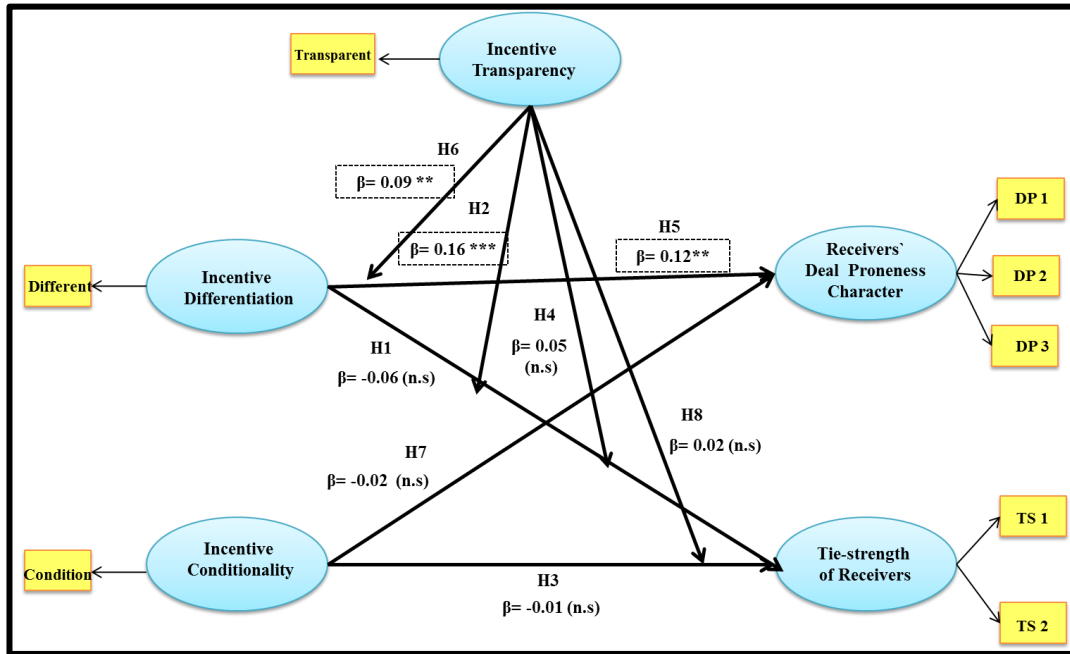 Transparent
Incentive
Transparency
H6
β= 0.09 **
H2
β= 0.16 ***
H5
β= 0.12**
DP 1
Receivers`
Deal Proneness
Character
DP 2
DP 3
Different
Incentive
Differentiation
H1
β= -0.06 (n.s)
H4
β= 0.05
(n.s)
H8
β= 0.02 (n.s)
H7
β= -0.02 (n.s)
Condition
Incentive
Conditionality
H3
β= -0.01 (n.s)
Tie-strength
of Receivers
TS 1
TS 2